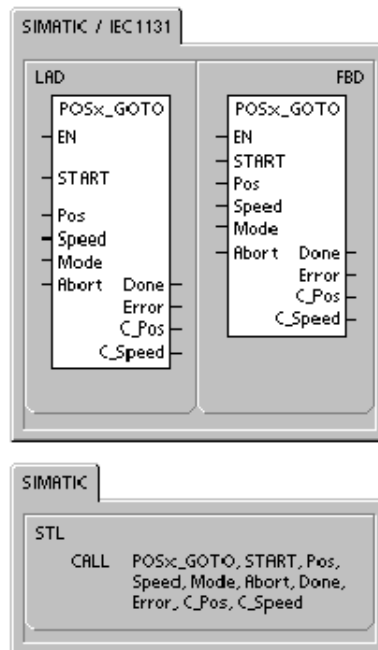 SIMATIC / IEC1131
LAD
POSx_GOTO
EN
START
Pos
Speed
Mode
Abort Done
Error
C_Pos
C_Speed
FBD
POSx_GOTO
EN
START
Pos
Speed
Mode
Abort Done
Error
C_Pos
C_Speed
SIMATIC
STL
CALL POSx_GOTO, START, Pos,
Speed, Mode, Abort, Done,
Error, C_Pos, C_Speed